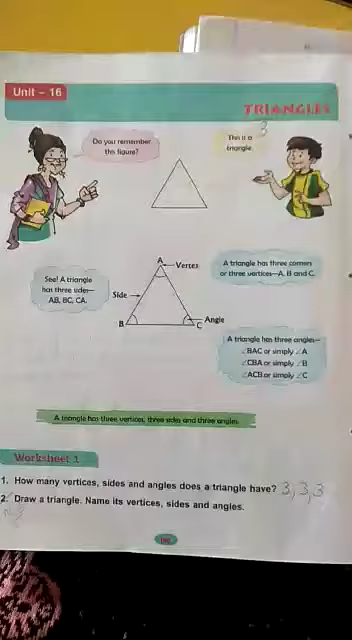 Unit – 16
TRIANGLES
Do you remember
this figure?
This is a
triangle.
3
See! A triangle
has three sides—
AB, BC, CA.
A
Vertex
Side
B
C
Angle
A triangle has three corners
or three vertices—A, B and C.
A triangle has three angles—
∠BAC or simply ∠A
∠CBA or simply ∠B
∠ACB or simply ∠C
A triangle has three vertices, three sides and three angles.
Worksheet 1
1. How many vertices, sides and angles does a triangle have? 3, 3, 3
2. Draw a triangle. Name its vertices, sides and angles.